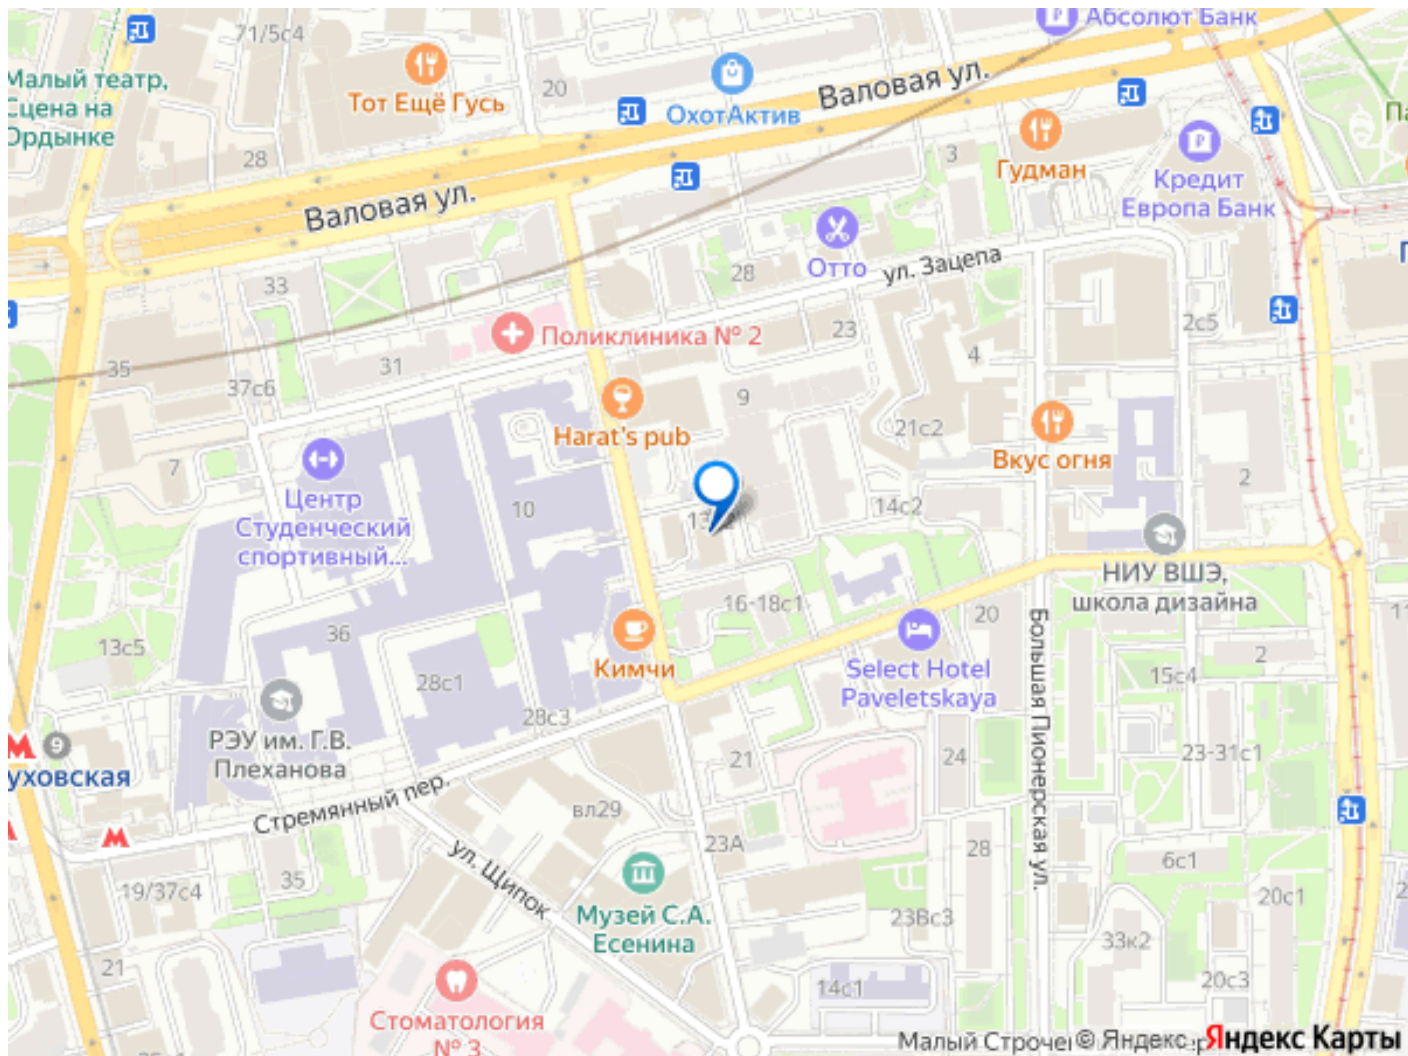 Абсолют Банк
71/5с4
Малый театр,
Сцена на
Ордынке
Тот Ещё Гусь
20
ОхотАктив
Валовая ул.
28
3
Гудман
Кредит
Европа Банк
Валовая ул.
Отто
ул. Зацепа
28
33
2с5
Поликлиника № 2
23
4
35
31
37с6
9
Harat's pub
21с2
Вкус огня
7
Центр
Студенческий
спортивный...
10
2
14с2
НИУ ВШЭ,
школа дизайна
16-18с1
20
36
13с5
Кимчи
Select Hotel
Paveletskaya
Большая Пионерская ул.
2
15с4
28с1
28с3
РЭУ им. Г.В.
Плеханова
9
уховская
21
24
23-31с1
Стремянный пер.
вл29
23А
28
6с1
ул. Щипок
19/37с4
35
Музей С.А.
Есенина
23Вс3
20с1
33к2
21
20с3
14с1
Стоматология
№ 3
Малый Строче
© Яндекс
Яндекс Карты